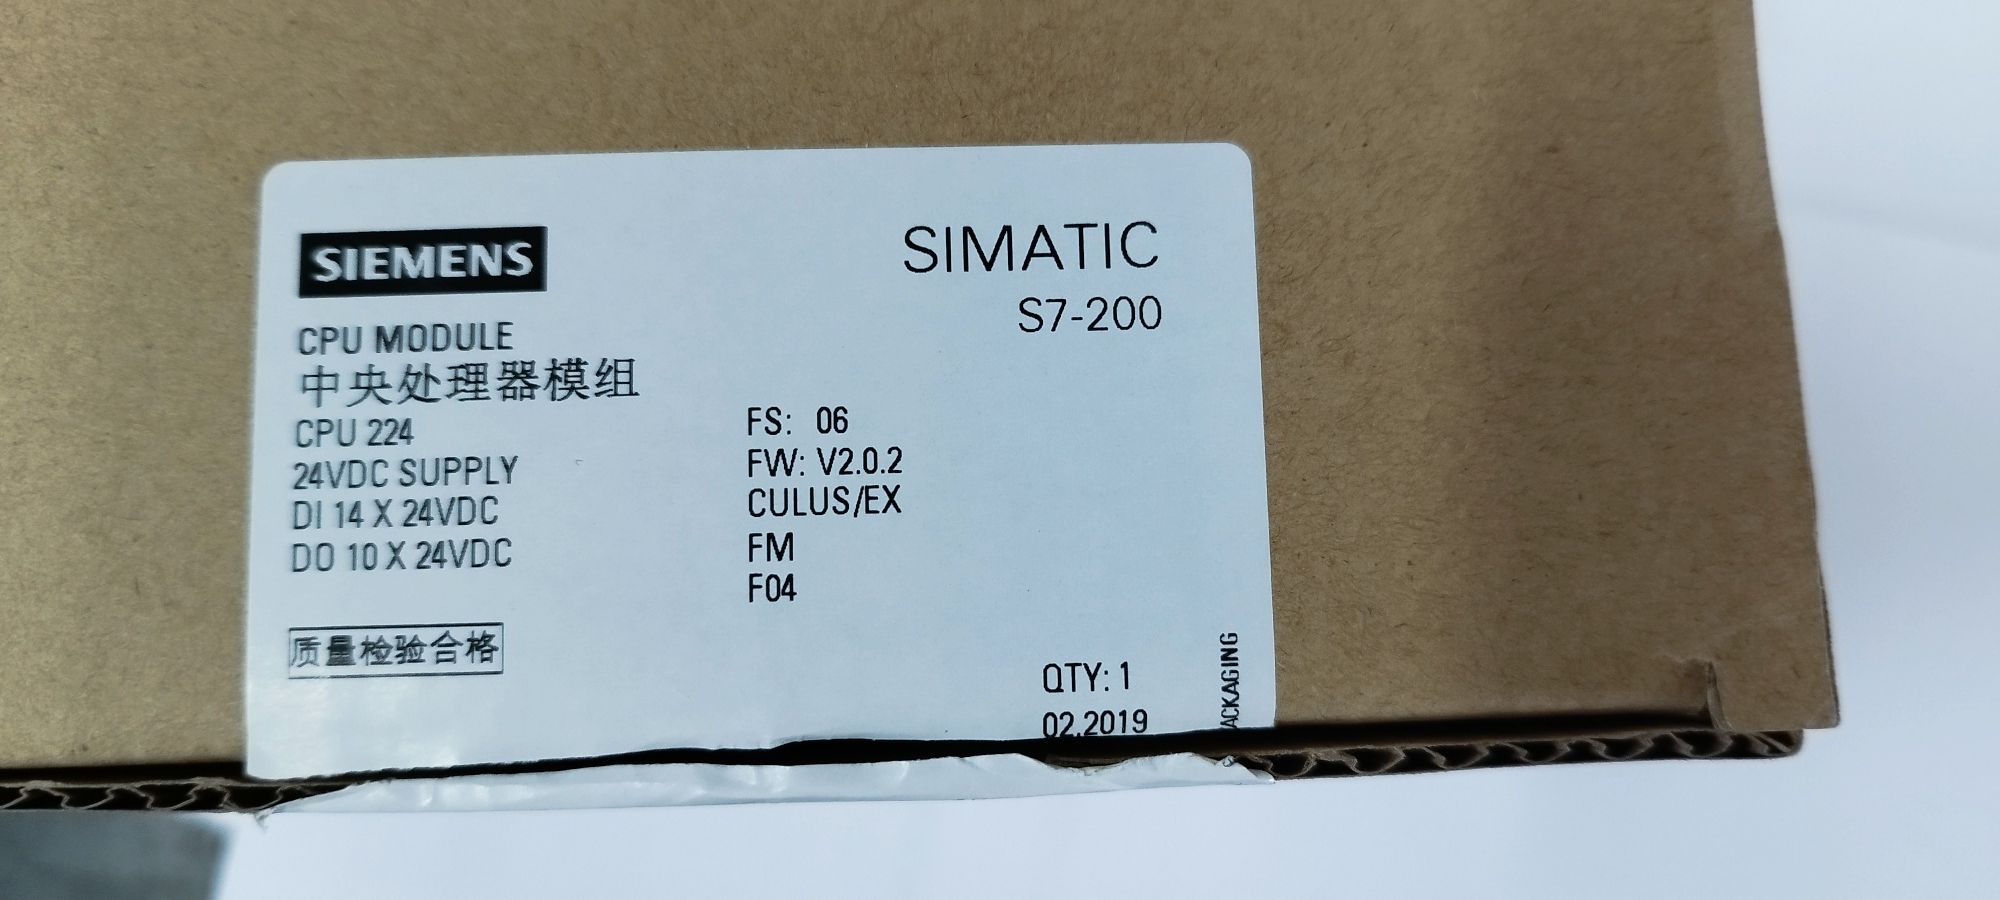 SIEMENS
SIMATIC
S7-200
CPU MODULE
中央处理器模组
CPU 224
24VDC SUPPLY
DI 14 X 24VDC
DO 10 X 24VDC
FS: 06
FW: V2.0.2
CULUS/EX
FM
F04
质量检验合格
QTY: 1
02.2019
ACKAGING